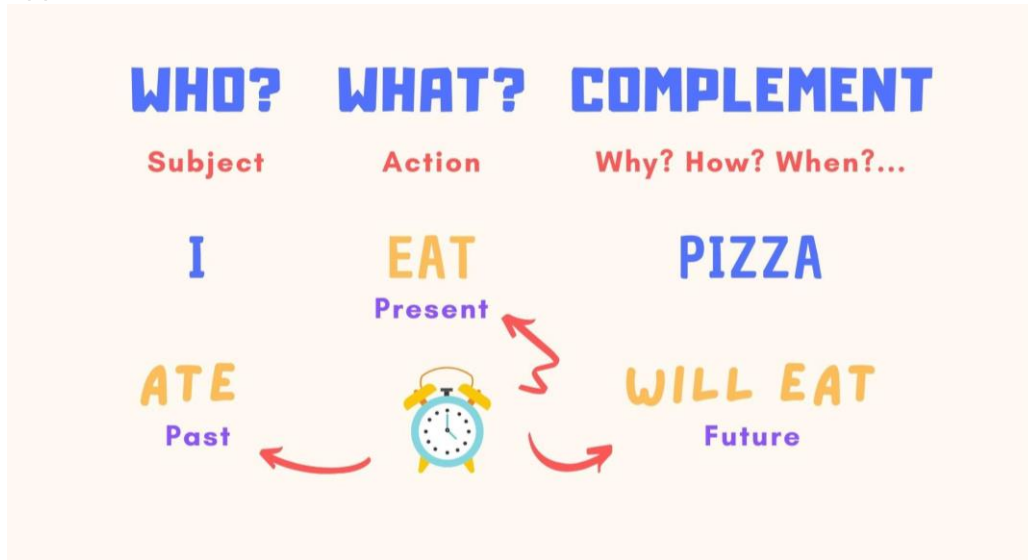 WHO? WHAT? COMPLEMENT
Subject Action Why? How? When?...
I EAT PIZZA
Present
ATE WILL EAT
Past Future